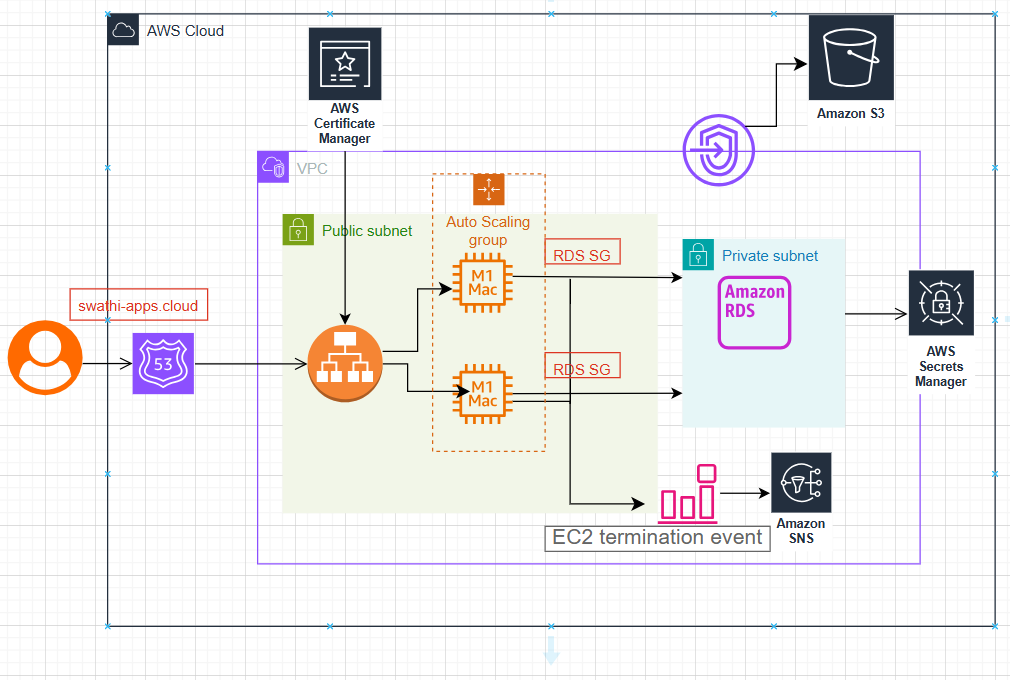 AWS Cloud
AWS
Certificate
Manager
Amazon S3
VPC
Public subnet
Auto Scaling
group
M1
Mac
RDS SG
Private subnet
Amazon
RDS
swathi-apps.cloud
53
RDS SG
M1
Mac
AWS
Secrets
Manager
Amazon
SNS
EC2 termination event